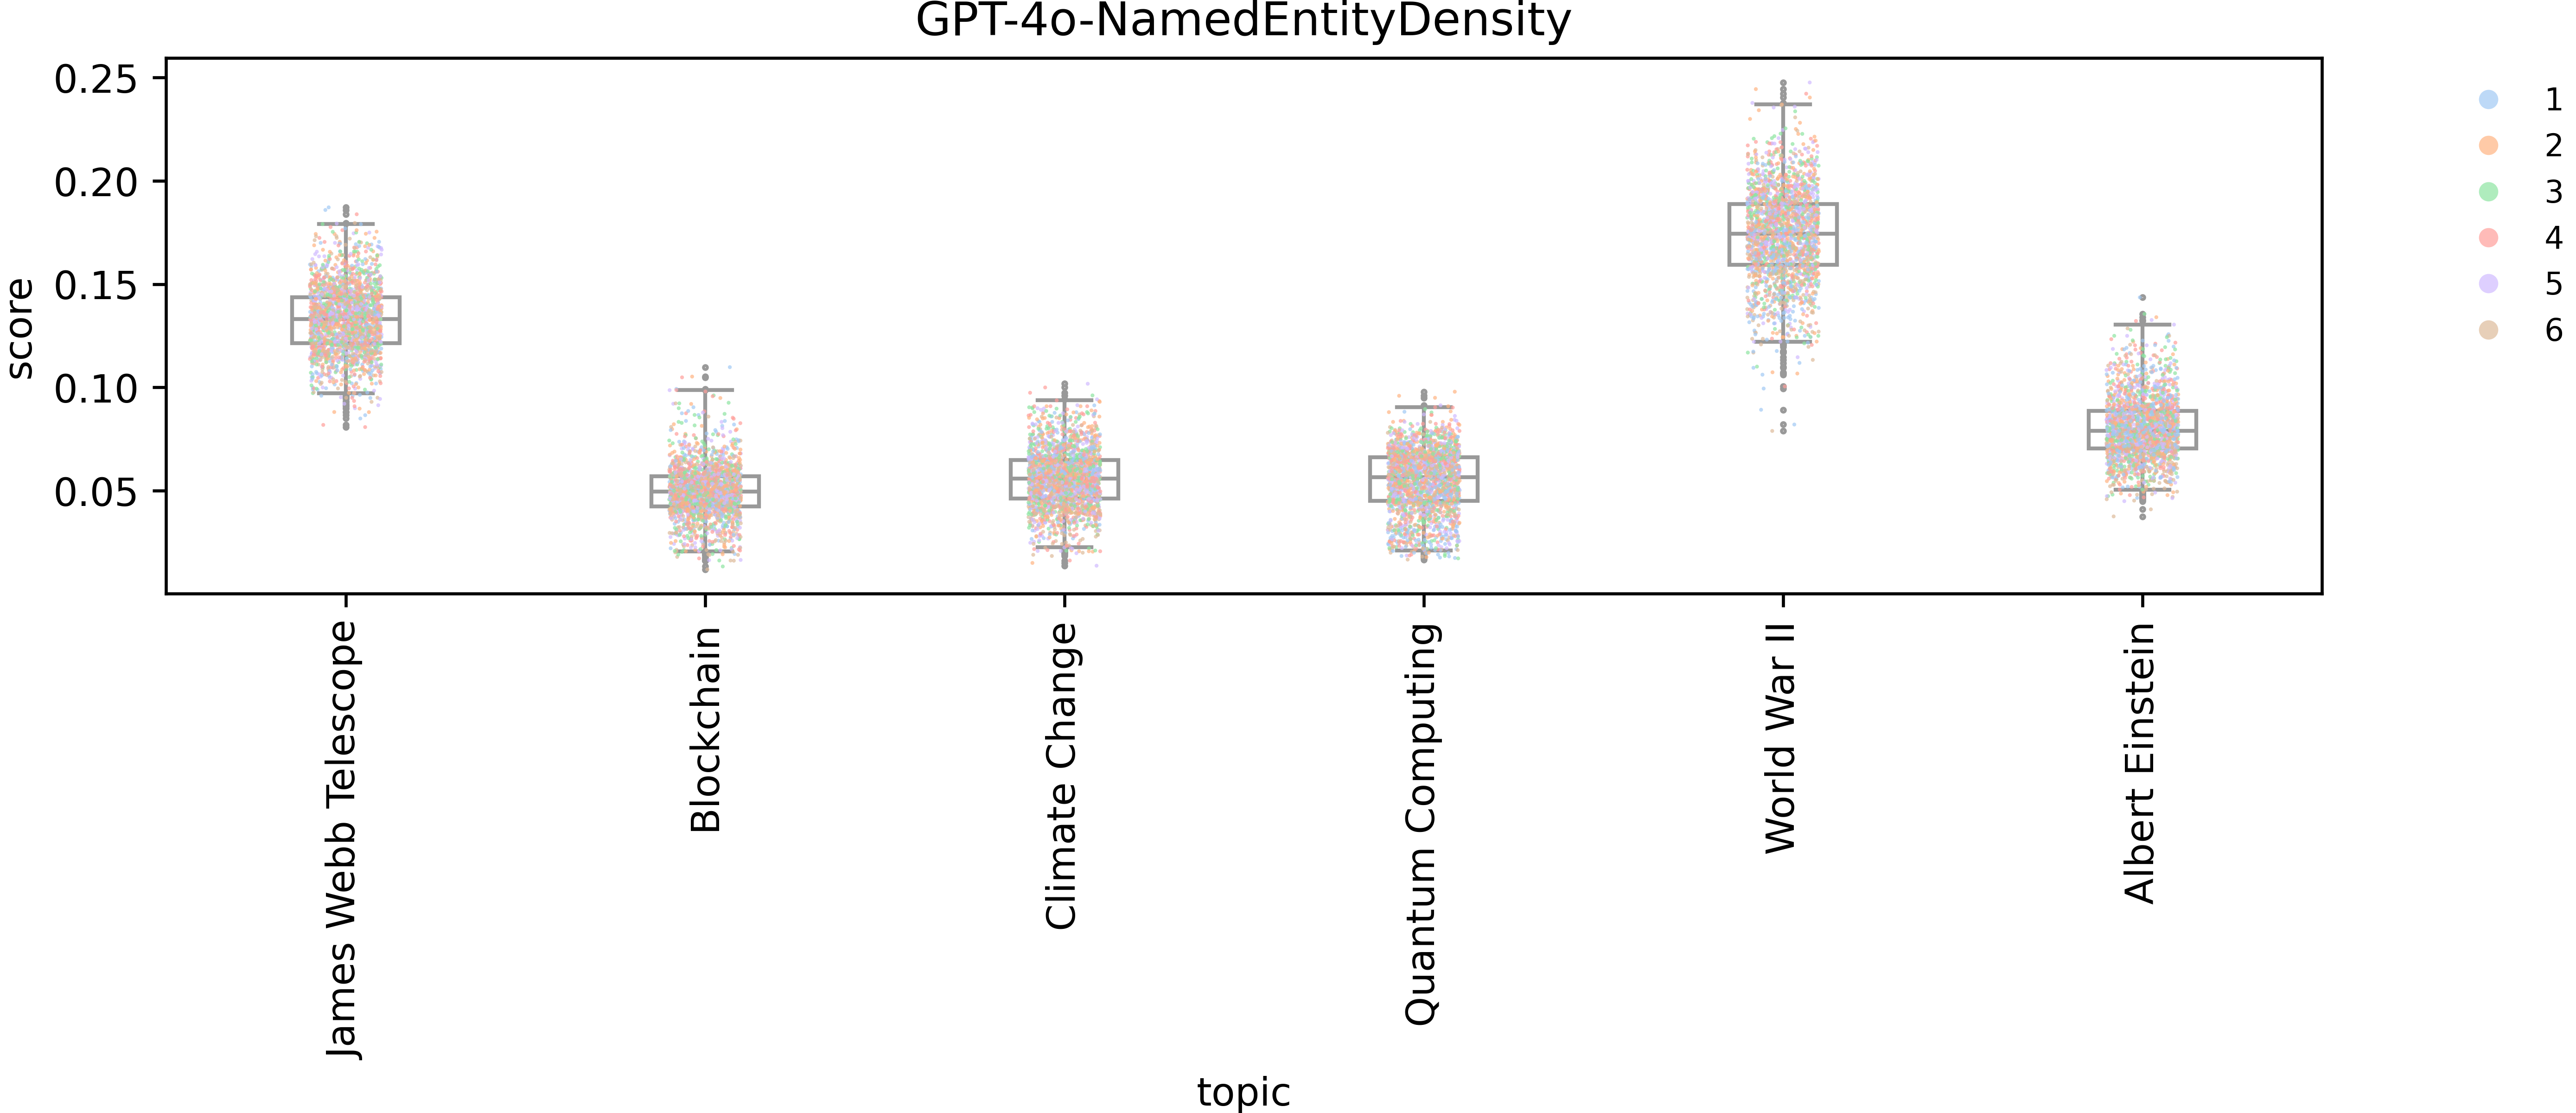 GPT-4o-NamedEntityDensity
score
0.25
0.20
0.15
0.10
0.05
James Webb Telescope
Blockchain
Climate Change
Quantum Computing
World War II
Albert Einstein
topic
1
2
3
4
5
6